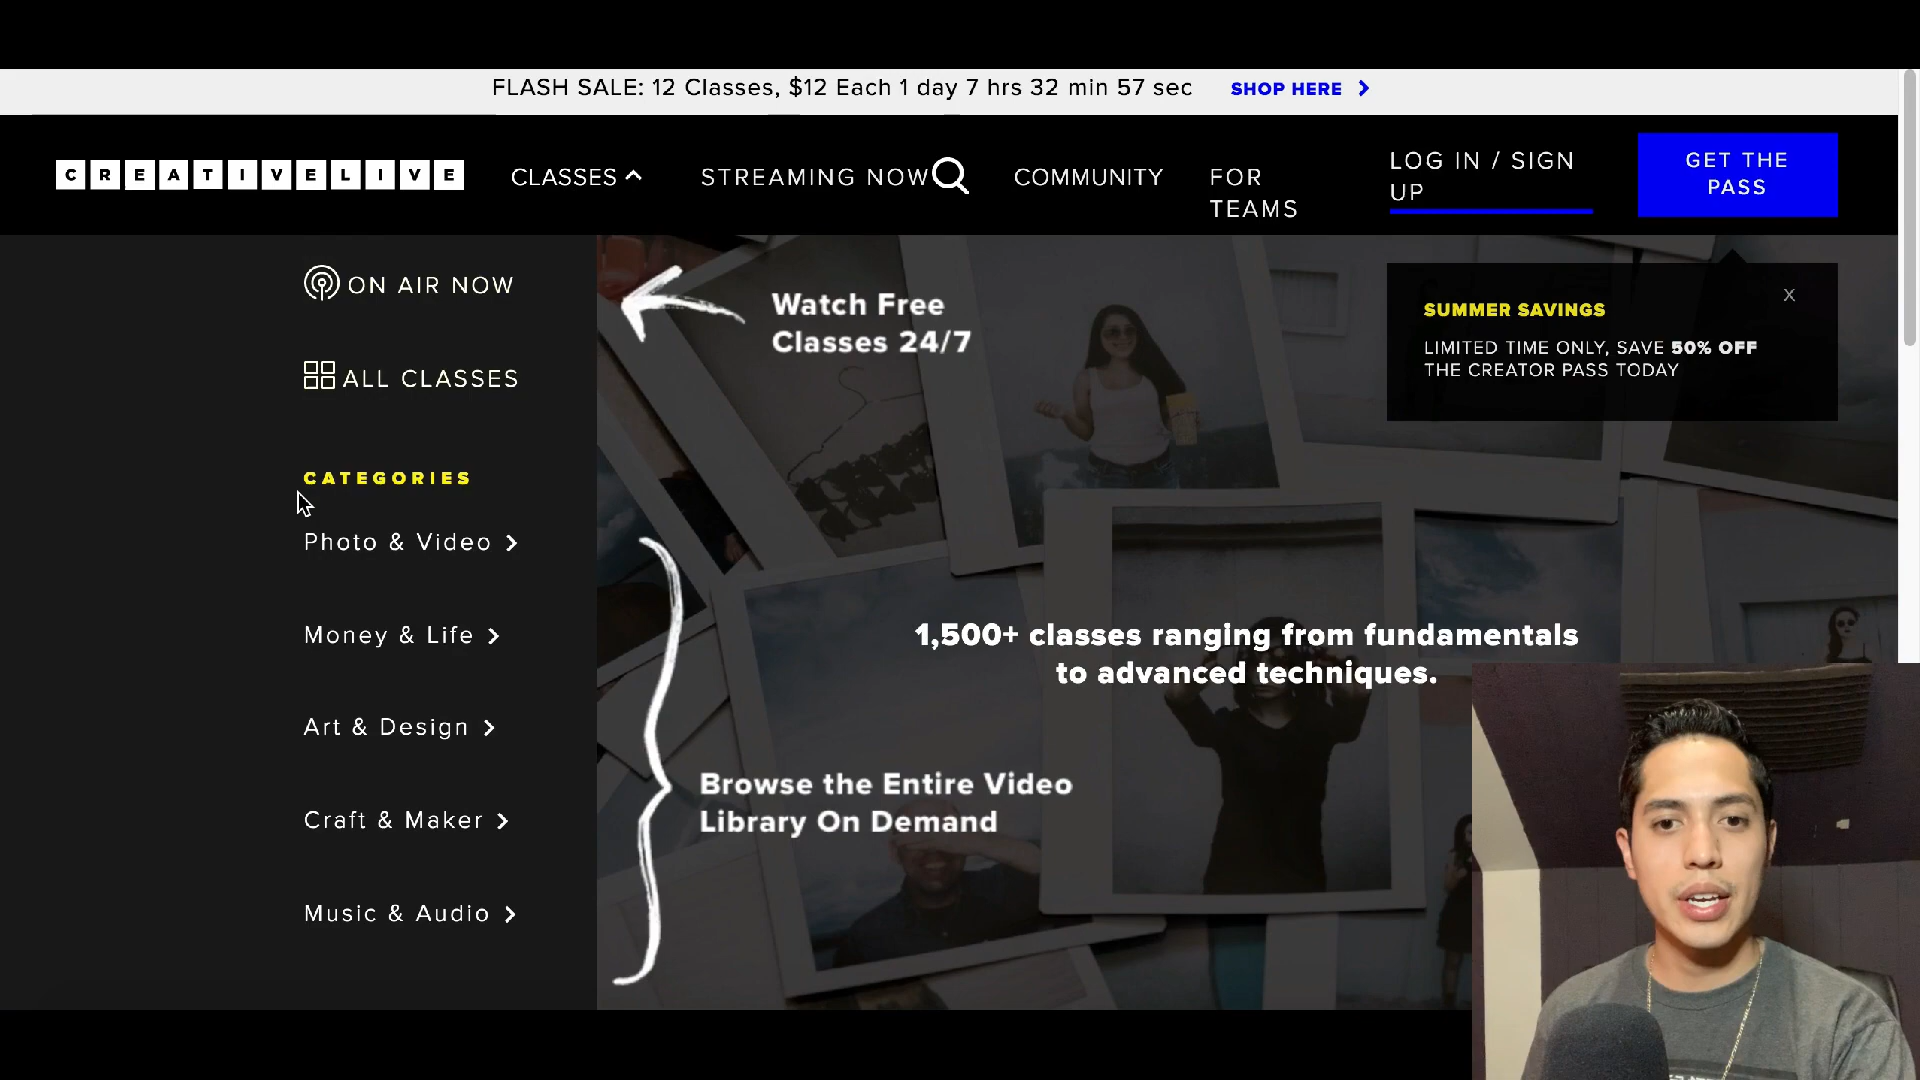 FLASH SALE: 12 Classes, $12 Each 1 day 7 hrs 32 min 57 sec SHOP HERE
CREATIVELIVE
CLASSES
STREAMING NOW
COMMUNITY
FOR
TEAMS
LOG IN / SIGN
UP
GET THE
PASS
ON AIR NOW
ALL CLASSES
CATEGORIES
Photo & Video
Money & Life
Art & Design
Craft & Maker
Music & Audio
Watch Free
Classes 24/7
X
SUMMER SAVINGS
LIMITED TIME ONLY, SAVE 50% OFF
THE CREATOR PASS TODAY
1,500+ classes ranging from fundamentals
to advanced techniques.
Browse the Entire Video
Library On Demand